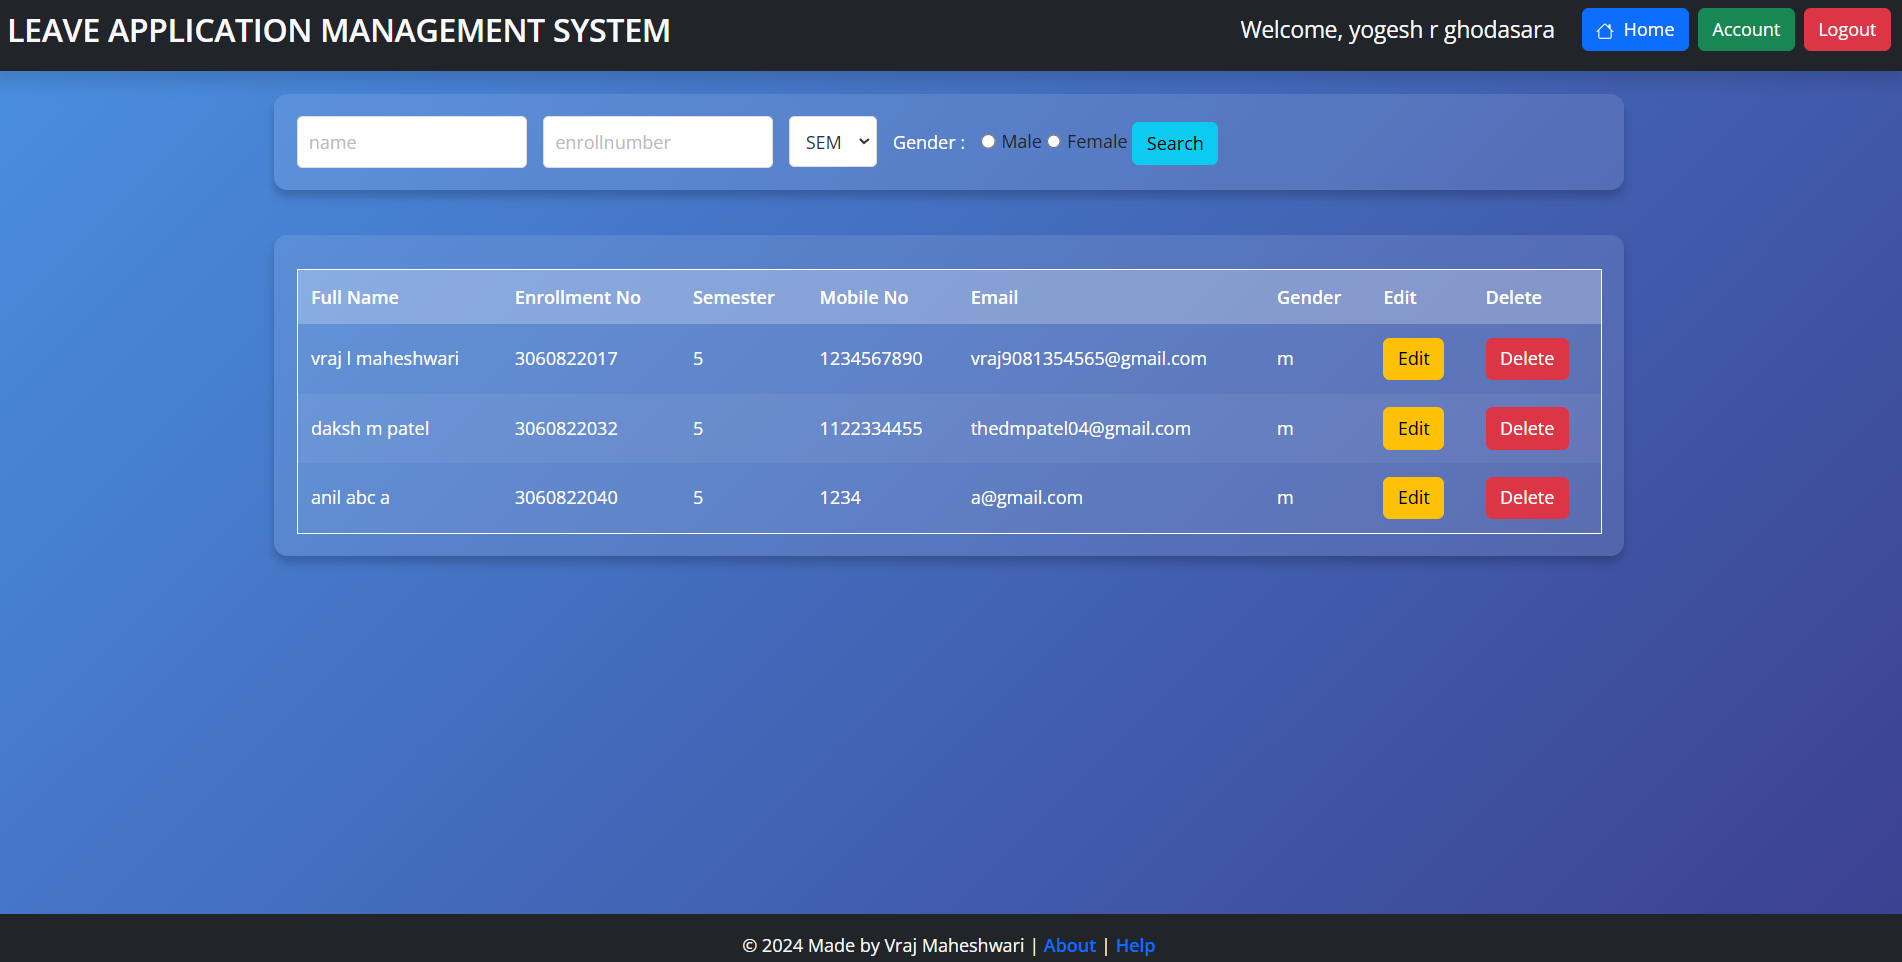 LEAVE APPLICATION MANAGEMENT SYSTEM Welcome, yogesh r ghodasara Home Account Logout
name enrollnumber SEM Gender : Male Female Search
Full Name Enrollment No Semester Mobile No Email Gender Edit Delete
vraj l maheshwari 3060822017 5 1234567890 vraj9081354565@gmail.com m Edit Delete
daksh m patel 3060822032 5 1122334455 thedmpatel04@gmail.com m Edit Delete
anil abc a 3060822040 5 1234 a@gmail.com m Edit Delete
© 2024 Made by Vraj Maheshwari | About | Help